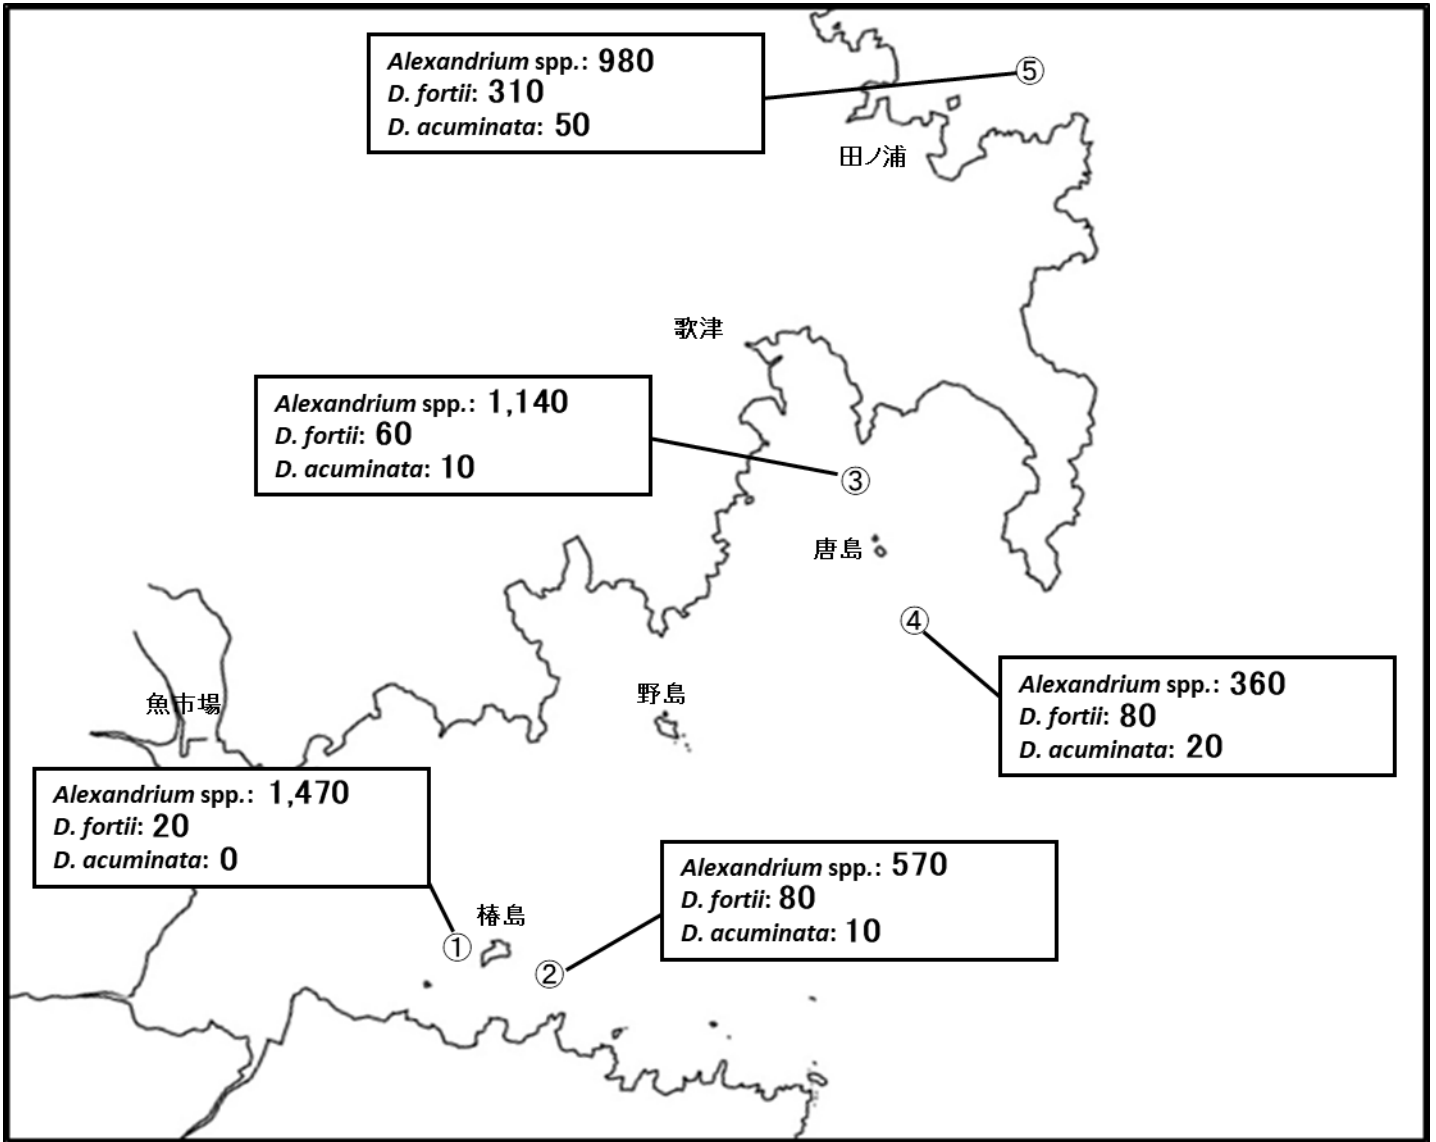 Alexandrium spp.: 980
D. fortii: 310
D. acuminata: 50
⑤
田ノ浦
歌津
Alexandrium spp.: 1,140
D. fortii: 60
D. acuminata: 10
③
唐島
④
Alexandrium spp.: 360
D. fortii: 80
D. acuminata: 20
魚市場
野島
Alexandrium spp.: 1,470
D. fortii: 20
D. acuminata: 0
Alexandrium spp.: 570
D. fortii: 80
D. acuminata: 10
椿島
①
②